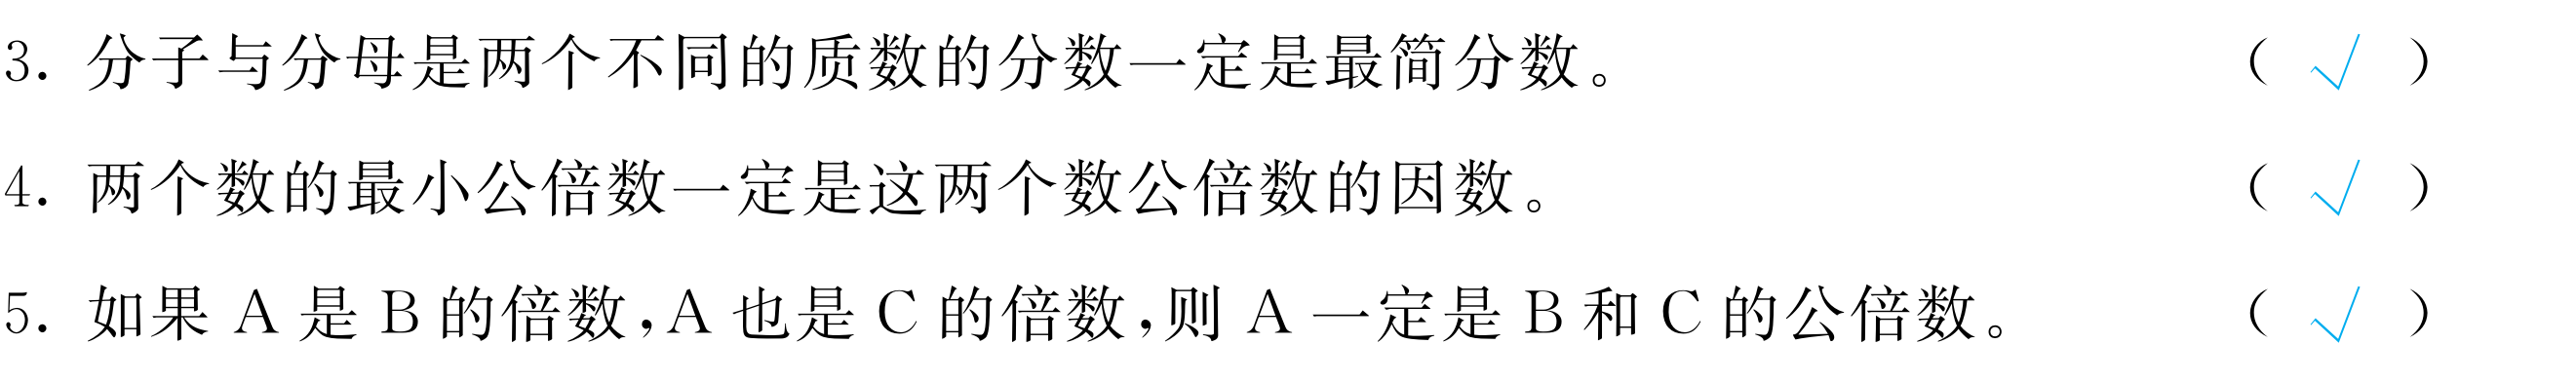 3. 分子与分母是两个不同的质数的分数一定是最简分数。 ( √ )
4. 两个数的最小公倍数一定是这两个数公倍数的因数。 ( √ )
5. 如果 A 是 B 的倍数,A 也是 C 的倍数,则 A 一定是 B 和 C 的公倍数。 ( √ )